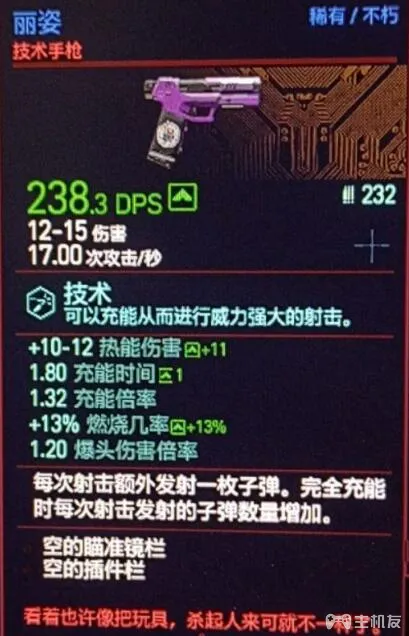 丽姿
稀有 / 不朽
技术手枪
238.3 DPS
232
12-15 伤害
17.00 次攻击/秒
技术
可以充能从而进行威力强大的射击。
+10-12 热能伤害 +11
1.80 充能时间 1
1.32 充能倍率
+13% 燃烧几率 +13%
1.20 爆头伤害倍率
每次射击额外发射一枚子弹。完全充能
时每次射击发射的子弹数量增加。
空的瞄准镜栏
空的插件栏
看着也许像把玩具，杀起人来可就不一
主机友